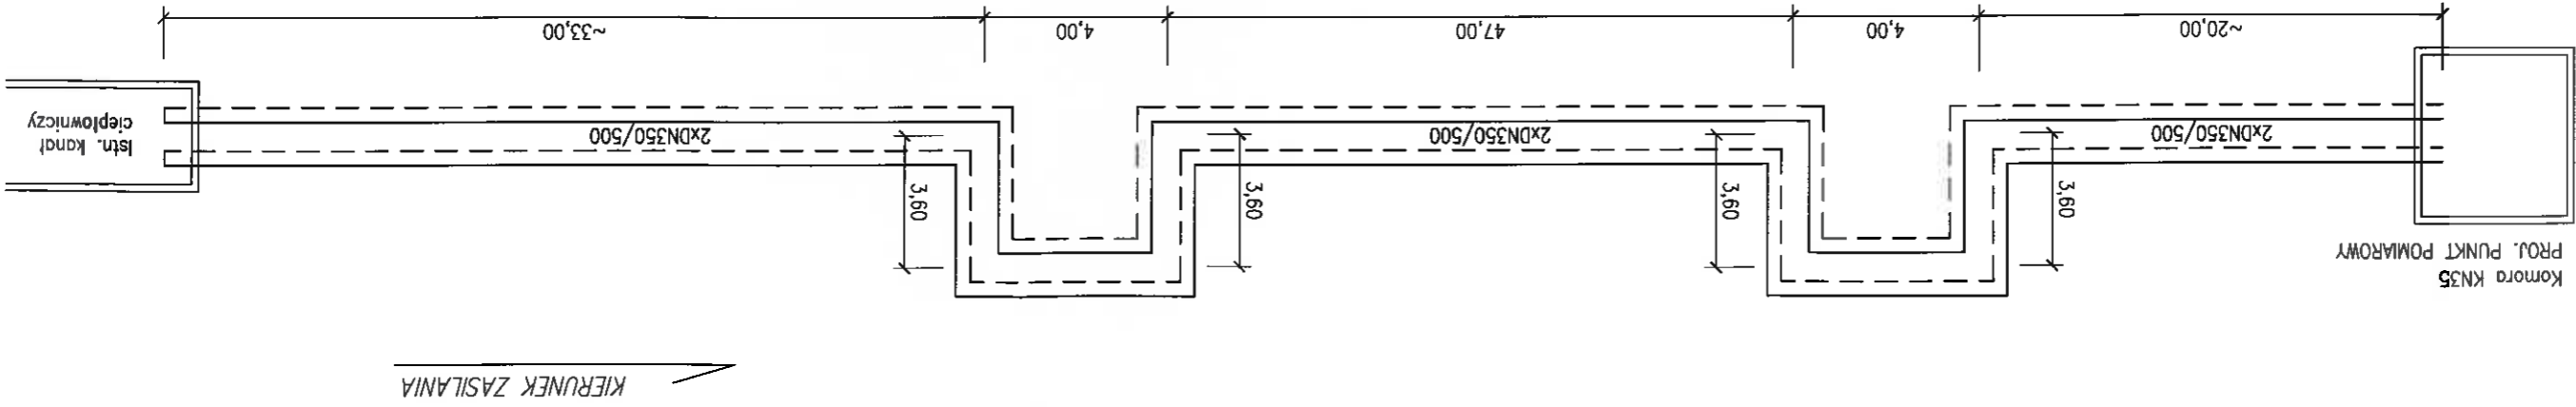 KIERUNEK ZASILANIA
Komora KN35
PROJ. PUNKT POMIAROWY
3,60
3,60
3,60
3,60
2xDN350/500
2xDN350/500
2xDN350/500
Istn. kanał
ciepłowniczy
~20,00
4,00
47,00
4,00
~33,00